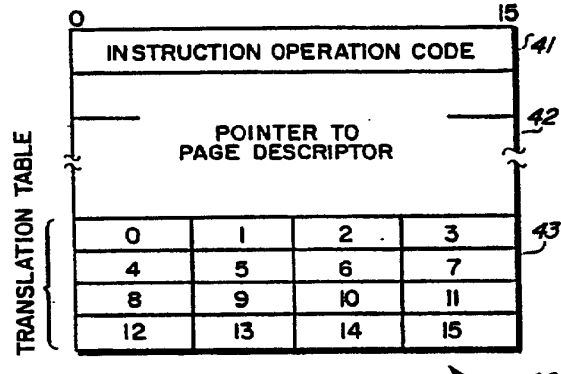 0 15
INSTRUCTION OPERATION CODE 41
42
POINTER TO
PAGE DESCRIPTOR
TRANSLATION TABLE
0 1 2 3 43
4 5 6 7
8 9 10 11
12 13 14 15